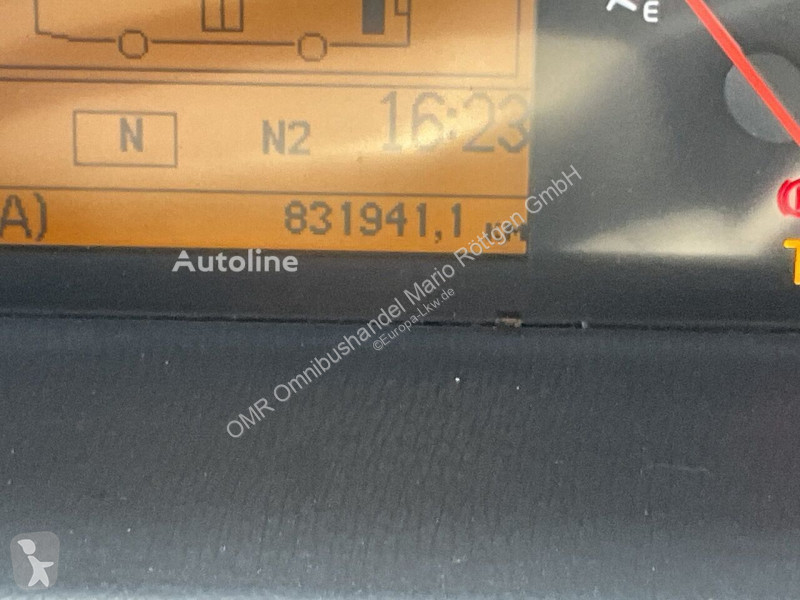 E
N N2 16:23
A) 831941,1
Autoline
OMR Omnibushandel Mario Röttgen GmbH
©Europa-Lkw.de